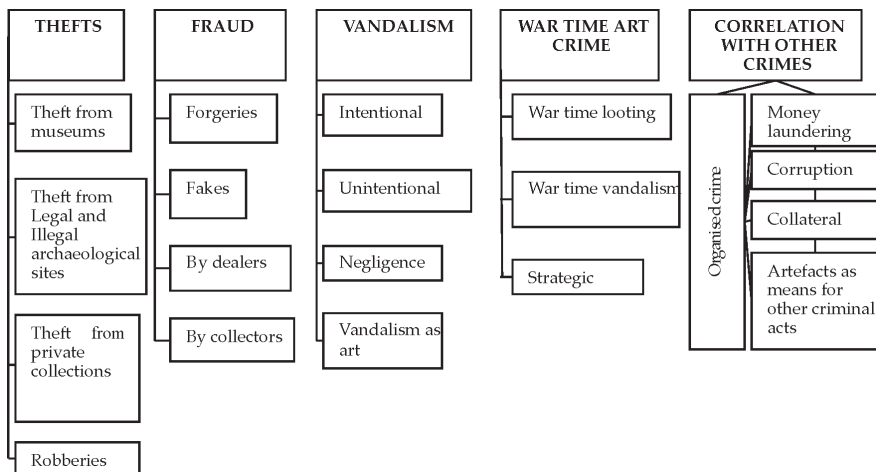 THEFTS
Theft from
museums
Theft from
Legal and
Illegal
archaeological
sites
Theft from
private
collections
Robberies
FRAUD
Forgeries
Fakes
By dealers
By collectors
VANDALISM
Intentional
Unintentional
Negligence
Vandalism as
art
WAR TIME ART
CRIME
War time looting
War time vandalism
Strategic
CORRELATION
WITH OTHER
CRIMES
Organised crime
Money
laundering
Corruption
Collateral
Artefacts as
means for
other criminal
acts